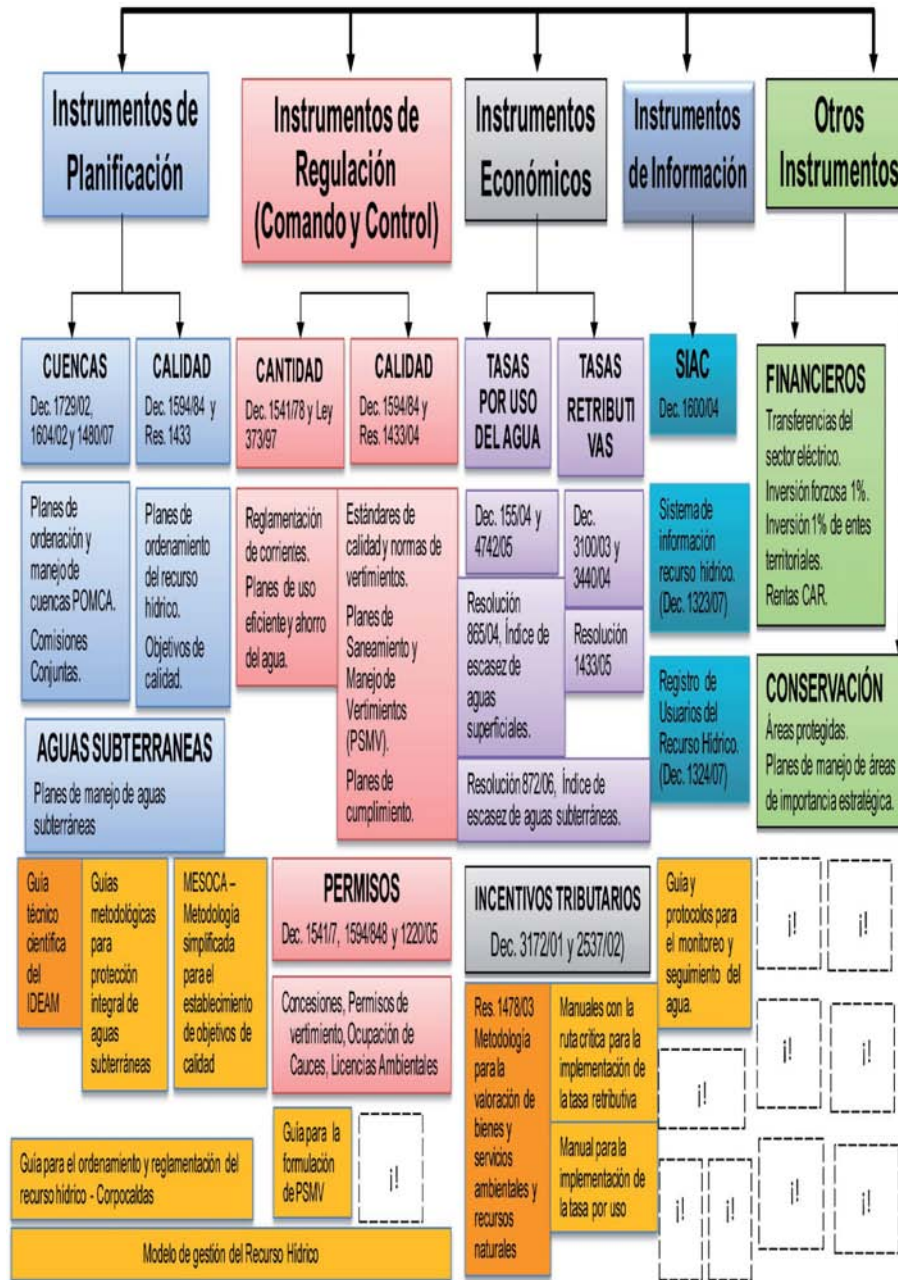 Instrumentos de
Planificación
Instrumentos de
Regulación
(Comando y Control)
Instrumentos
Económicos
Instrumentos
de Información
Otros
Instrumentos
CUENCAS
Dec. 1729/02,
1604/02 y 1480/07
CALIDAD
Dec. 1594/84 y
Res. 1433
CANTIDAD
Dec. 1541/78 y Ley
373/97
CALIDAD
Dec. 1594/84 y
Res. 1433/04
TASAS
POR USO
DEL AGUA
TASAS
RETRIBUTI
VAS
SIAC
Dec. 1600/04
FINANCIEROS
Transferencias del
sector eléctrico.
Inversión forzosa 1%.
Inversión 1% de entes
territoriales.
Rentas CAR.
Planes de
ordenación y
manejo de
cuencas POMCA.
Comisiones
Conjuntas.
Planes de
ordenamiento
del recurso
hídrico.
Objetivos de
calidad.
Reglamentación
de corrientes.
Planes de uso
eficiente y ahorro
del agua.
Estándares de
calidad y normas de
vertimientos.
Planes de
Saneamiento y
Manejo de
Vertimientos
(PSMV).
Planes de
cumplimiento.
Dec. 155/04 y
4742/05
Dec.
3100/03 y
3440/04
Resolución
865/04, Índice de
escasez de
aguas
superficiales.
Resolución
1433/05
Resolución 872/06, Índice de
escasez de aguas subterráneas.
Sistema de
información
recurso hídrico.
(Dec. 1323/07)
Registro de
Usuarios del
Recurso Hídrico.
(Dec. 1324/07)
CONSERVACIÓN
Áreas protegidas.
Planes de manejo de áreas
de importancia estratégica.
AGUAS SUBTERRANEAS
Planes de manejo de aguas
subterráneas
Guía
técnico
científica
del
IDEAM
Guías
metodológicas
para
protección
integral de
aguas
subterráneas
MESOCA –
Metodología
simplificada
para el
establecimiento
de objetivos de
calidad
PERMISOS
Dec. 1541/7, 1594/848 y 1220/05
Concesiones, Permisos de
vertimiento, Ocupación de
Cauces, Licencias Ambientales
INCENTIVOS TRIBUTARIOS
Dec. 3172/01 y 2537/02)
Res. 1478/03
Metodología
para la
valoración de
bienes y
servicios
ambientales y
recursos
naturales
Manuales con la
ruta crítica para la
implementación de
la tasa retributiva
Manual para la
implementación de
la tasa por uso
Guía y
protocolos para
el monitoreo y
seguimiento del
agua.
¡!
¡!
¡!
¡!
¡!
¡!
¡!
¡!
¡!
Guía para el ordenamiento y reglamentación del
recurso hídrico - Corpocaldas
Guía para la
formulación
de PSMV
¡!
Modelo de gestión del Recurso Hídrico